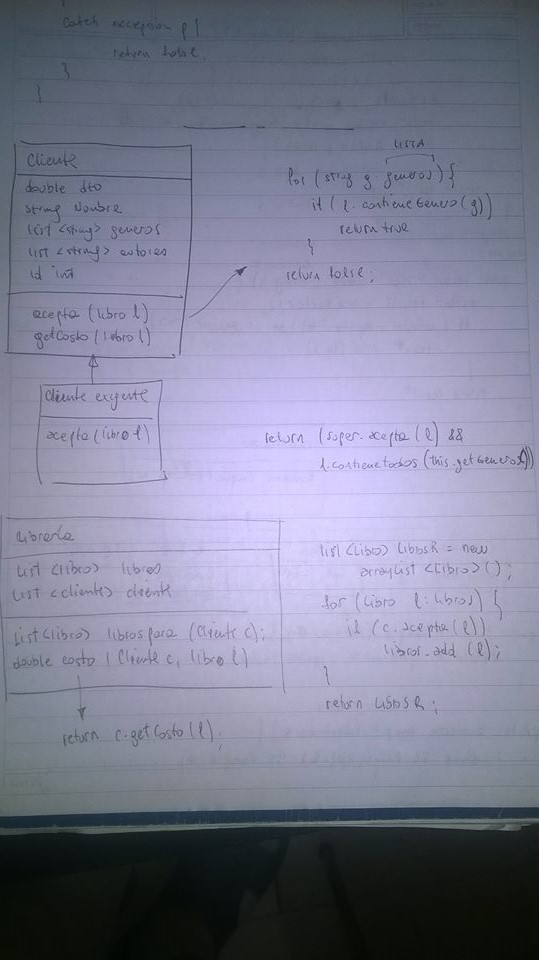 catch exception p {
return false;
}
}
Cliente
double dto
string Nombre
list <string> generos
list <string> autores
id int
acepta (libro l)
getCosto (libro l)
LISTA
for (string g: generos) {
if (l.contieneGenero (g))
return true
}
return false;
Cliente exigente
acepta (libro l)
return (super.acepta (l) &&
l.contienetodos (this.getGeneros()))
Librería
List <libro> libros
List <cliente> cliente
List <libro> librospara (Cliente c);
double costo (Cliente c, libro l)
return c.getCosto (l);
list <Libro> LibrosR = new
arrayList <Libro> ();
for (Libro l: libros) {
if (c.acepta (l))
libros.add (l);
}
return LibrosR;